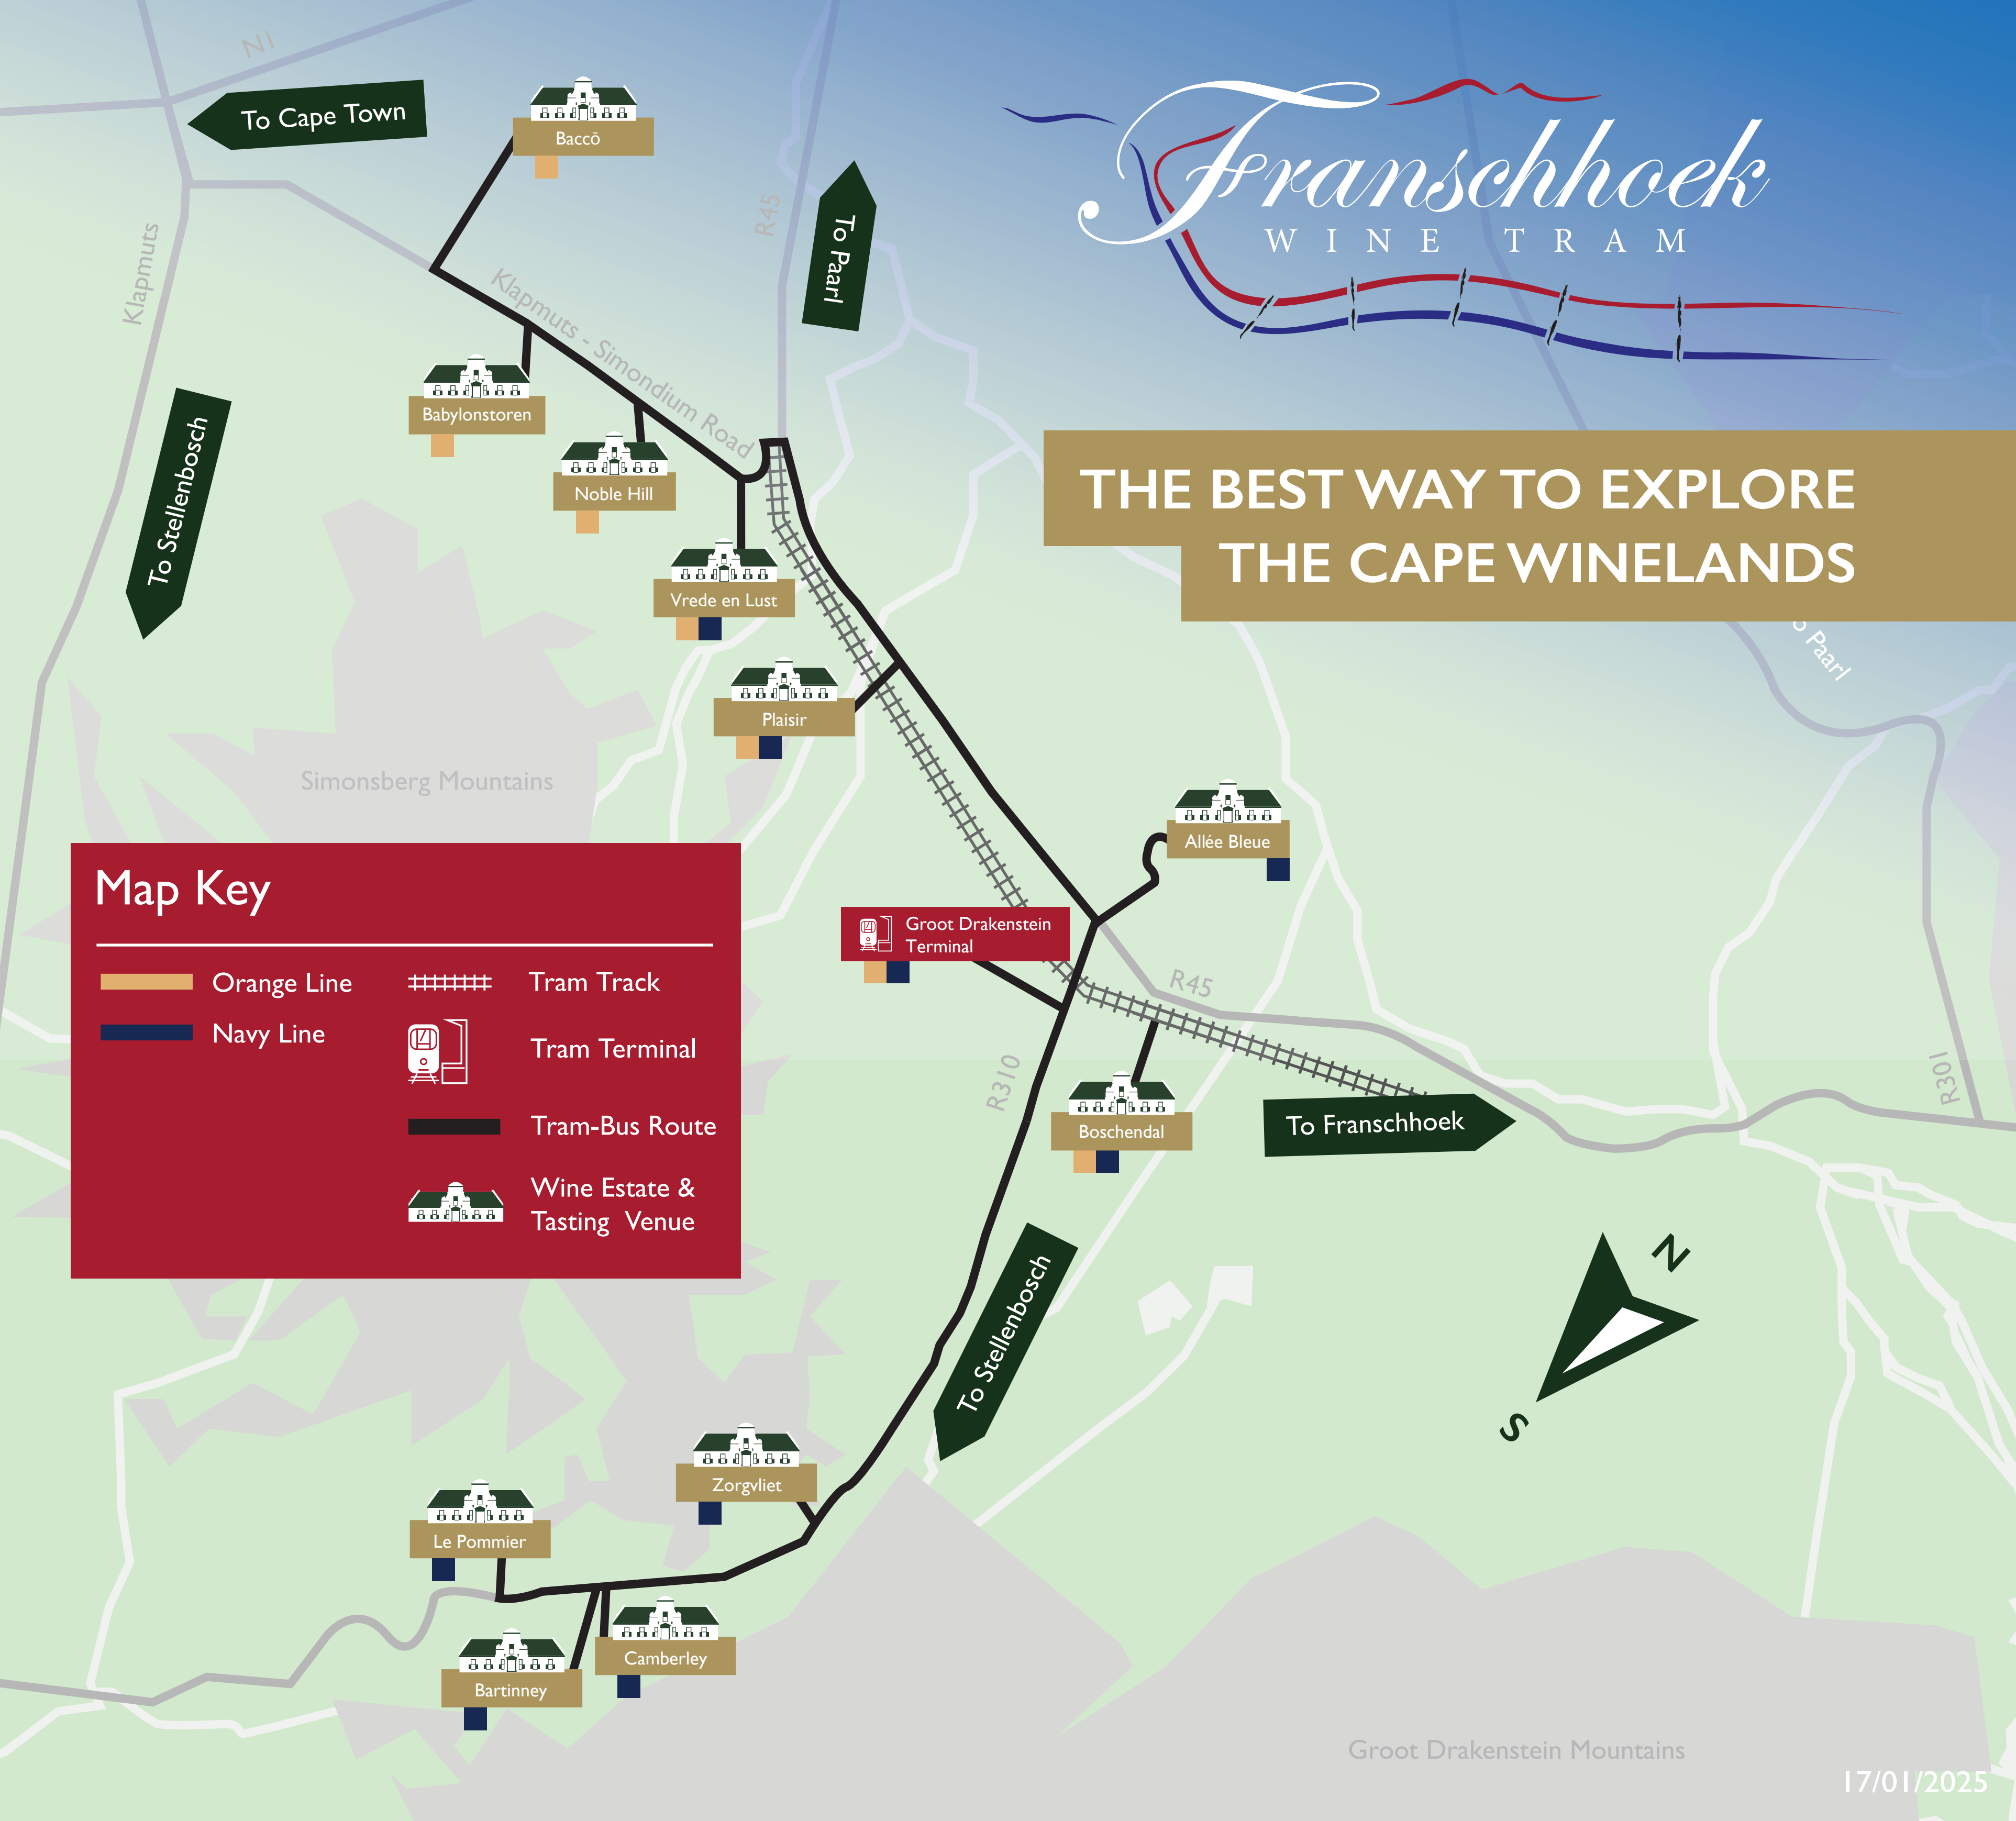 N1
To Cape Town
Baccō
Franschhoek
WINE TRAM
R45
To Paarl
Klapmuts
Klapmuts - Simondium Road
To Stellenbosch
Babylonstoren
Noble Hill
THE BEST WAY TO EXPLORE
THE CAPE WINELANDS
Vrede en Lust
o Paarl
Plaisir
Simonsberg Mountains
Allée Bleue
Map Key
Orange Line
Navy Line
Tram Track
Tram Terminal
Tram-Bus Route
Wine Estate &
Tasting Venue
Groot Drakenstein
Terminal
R45
R310
R301
Boschendal
To Franschhoek
To Stellenbosch
N
S
Zorgvliet
Le Pommier
Camberley
Bartinney
Groot Drakenstein Mountains
17/01/2025